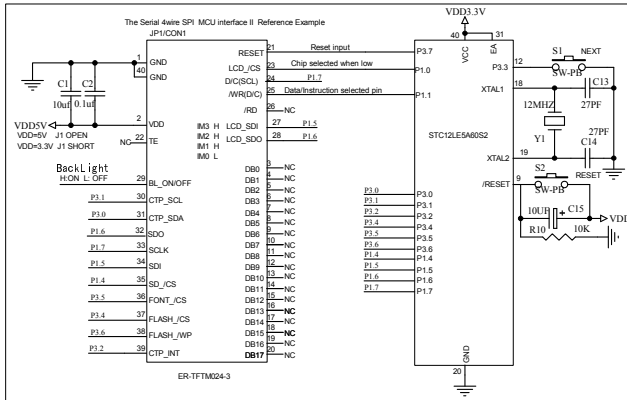 The Serial 4wire SPI MCU interface II Reference Example
JP1/CON1
1 GND
40 GND
C1 C2
10uf 0.1uf
VDD5V
VDD=5V J1 OPEN
VDD=3.3V J1 SHORT
2 VDD
NC 22 TE
BackLight
H:ON L: OFF
29 BL_ON/OFF
P3.1 30 CTP_SCL
P3.0 31 CTP_SDA
P1.6 32 SDO
P1.7 33 SCLK
P1.5 34 SDI
P1.4 35 SD_/CS
P3.5 36 FONT_/CS
P3.4 37 FLASH_/CS
P3.6 38 FLASH_/WP
P3.2 39 CTP_INT
RESET 21 Reset input
LCD_/CS 23 Chip selected when low
D/C(SCL) 24 P1.7
/WR(D/C) 25 Data/Instruction selected pin
/RD 26 NC
IM3 H LCD_SDI 27 P1.5
IM2 H LCD_SDO 28 P1.6
IM1 H
IM0 L
DB0 3 NC
DB1 4 NC
DB2 5 NC
DB3 6 NC
DB4 7 NC
DB5 8 NC
DB6 9 NC
DB7 10 NC
DB8 11 NC
DB9 12 NC
DB10 13 NC
DB11 14 NC
DB12 15 NC
DB13 16 NC
DB14 17 NC
DB15 18 NC
DB16 19 NC
DB17 20 NC
ER-TFTM024-3
VDD3.3V
40 31
VCC EA
P3.7
P1.0
P1.1
STC12LE5A60S2
P3.0 P3.0
P3.1 P3.1
P3.2 P3.2
P3.4 P3.4
P3.5 P3.5
P3.6 P3.6
P1.4 P1.4
P1.5 P1.5
P1.6 P1.6
P1.7 P1.7
GND
20
P3.3 12
S1 NEXT
SW-PB
XTAL1 18
C13
27PF
12MHZ
Y1
27PF
XTAL2 19
C14
RESET
/RESET 9
S2
SW-PB
10UF + C15
VDD
R10 10K